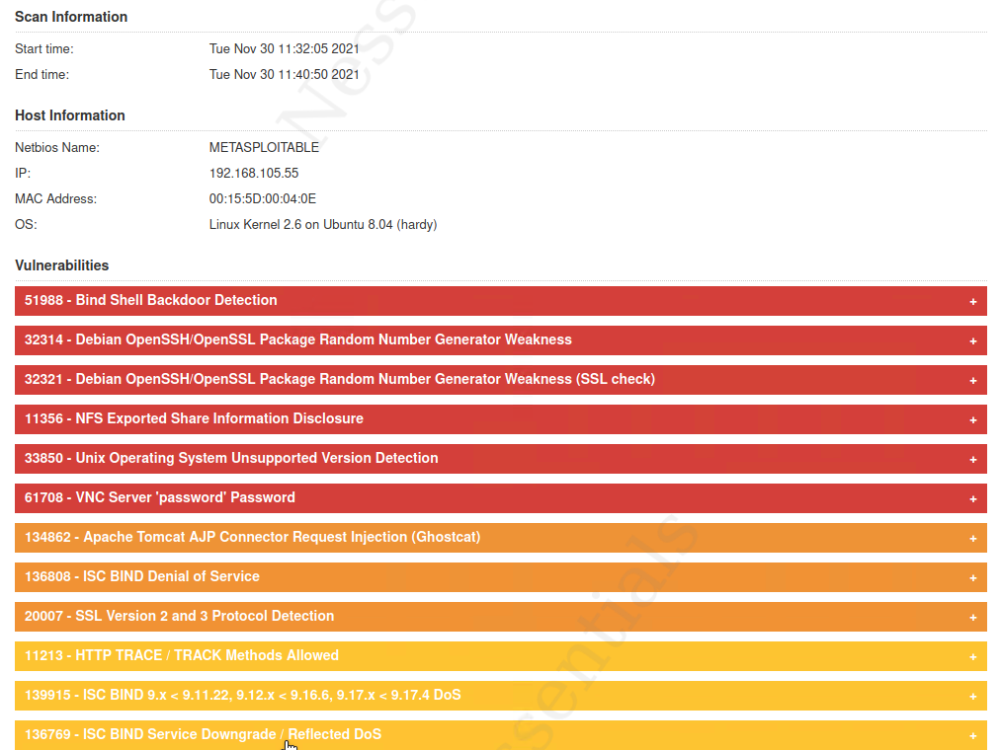 Scan Information
Start time: Tue Nov 30 11:32:05 2021
End time: Tue Nov 30 11:40:50 2021
Host Information
Netbios Name: METASPLOITABLE
IP: 192.168.105.55
MAC Address: 00:15:5D:00:04:0E
OS: Linux Kernel 2.6 on Ubuntu 8.04 (hardy)
Vulnerabilities
51988 - Bind Shell Backdoor Detection +
32314 - Debian OpenSSH/OpenSSL Package Random Number Generator Weakness +
32321 - Debian OpenSSH/OpenSSL Package Random Number Generator Weakness (SSL check) +
11356 - NFS Exported Share Information Disclosure +
33850 - Unix Operating System Unsupported Version Detection +
61708 - VNC Server 'password' Password +
134862 - Apache Tomcat AJP Connector Request Injection (Ghostcat) +
136808 - ISC BIND Denial of Service +
20007 - SSL Version 2 and 3 Protocol Detection +
11213 - HTTP TRACE / TRACK Methods Allowed +
139915 - ISC BIND 9.x < 9.11.22, 9.12.x < 9.16.6, 9.17.x < 9.17.4 DoS +
136769 - ISC BIND Service Downgrade / Reflected DoS +
Ness
ssentials